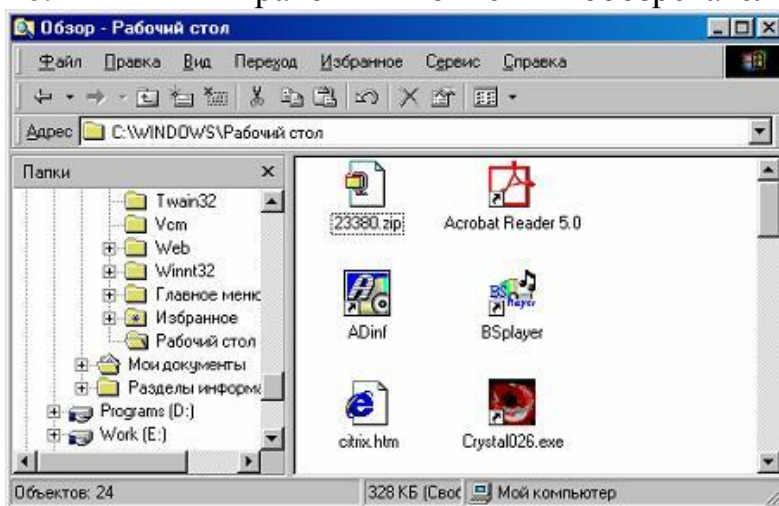 Обзор - Рабочий стол
Файл Правка Вид Переход Избранное Сервис Справка
Адрес C:\WINDOWS\Рабочий стол
Папки
Twain32
Vcm
Web
Winnt32
Главное меню
Избранное
Рабочий стол
Мои документы
Разделы информа
Programs (D:)
Work (E:)
23380.zip Acrobat Reader 5.0
ADinf BSplayer
citrix.htm Crystal026.exe
Объектов: 24 328 КБ (Свос Мой компьютер